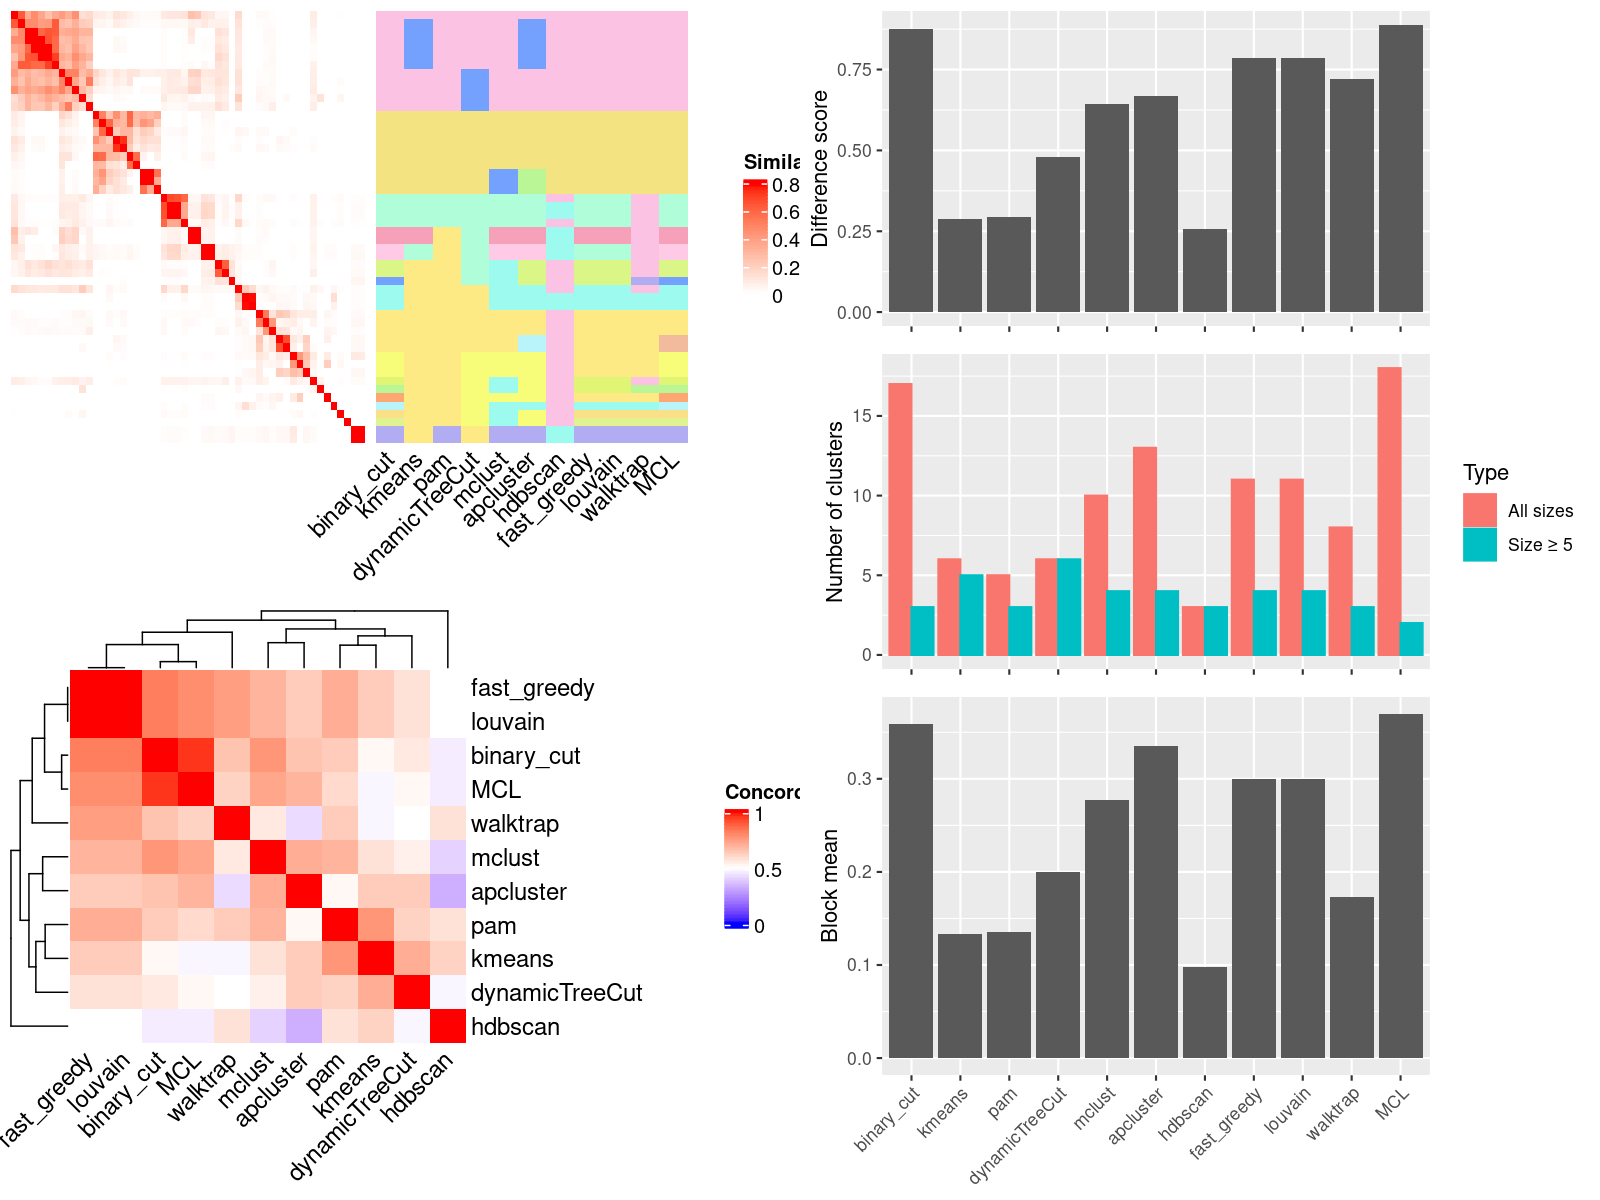 Simila
0.8
0.6
0.4
0.2
0
binary_cut
kmeans
pam
dynamicTreeCut
mclust
apcluster
hdbscan
fast_greedy
louvain
walktrap
MCL
fast_greedy
louvain
binary_cut
MCL
walktrap
mclust
apcluster
pam
kmeans
dynamicTreeCut
hdbscan
Concord
1
0.5
0
fast_greedy
louvain
binary_cut
MCL
walktrap
mclust
apcluster
pam
kmeans
dynamicTreeCut
hdbscan
Difference score
0.75
0.50
0.25
0.00
Number of clusters
15
10
5
0
Type
All sizes
Size ≥ 5
Block mean
0.3
0.2
0.1
0.0
binary_cut
kmeans
pam
dynamicTreeCut
mclust
apcluster
hdbscan
fast_greedy
louvain
walktrap
MCL